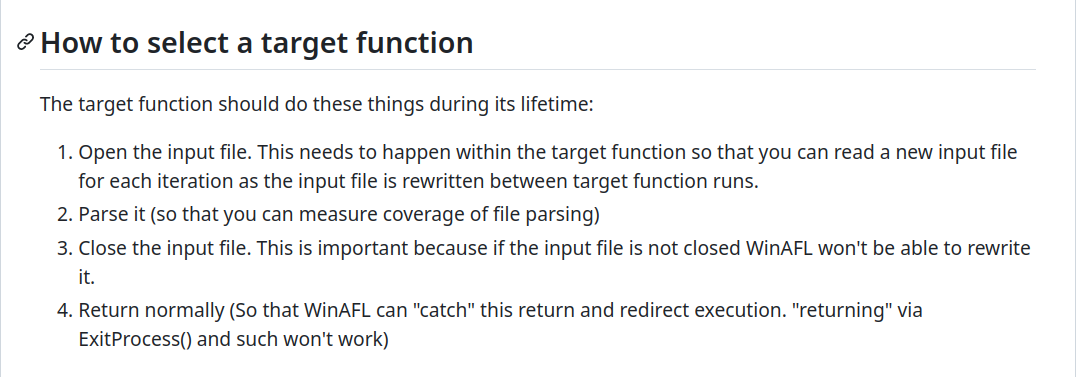 How to select a target function
The target function should do these things during its lifetime:
1. Open the input file. This needs to happen within the target function so that you can read a new input file
for each iteration as the input file is rewritten between target function runs.
2. Parse it (so that you can measure coverage of file parsing)
3. Close the input file. This is important because if the input file is not closed WinAFL won't be able to rewrite
it.
4. Return normally (So that WinAFL can "catch" this return and redirect execution. "returning" via
ExitProcess() and such won't work)